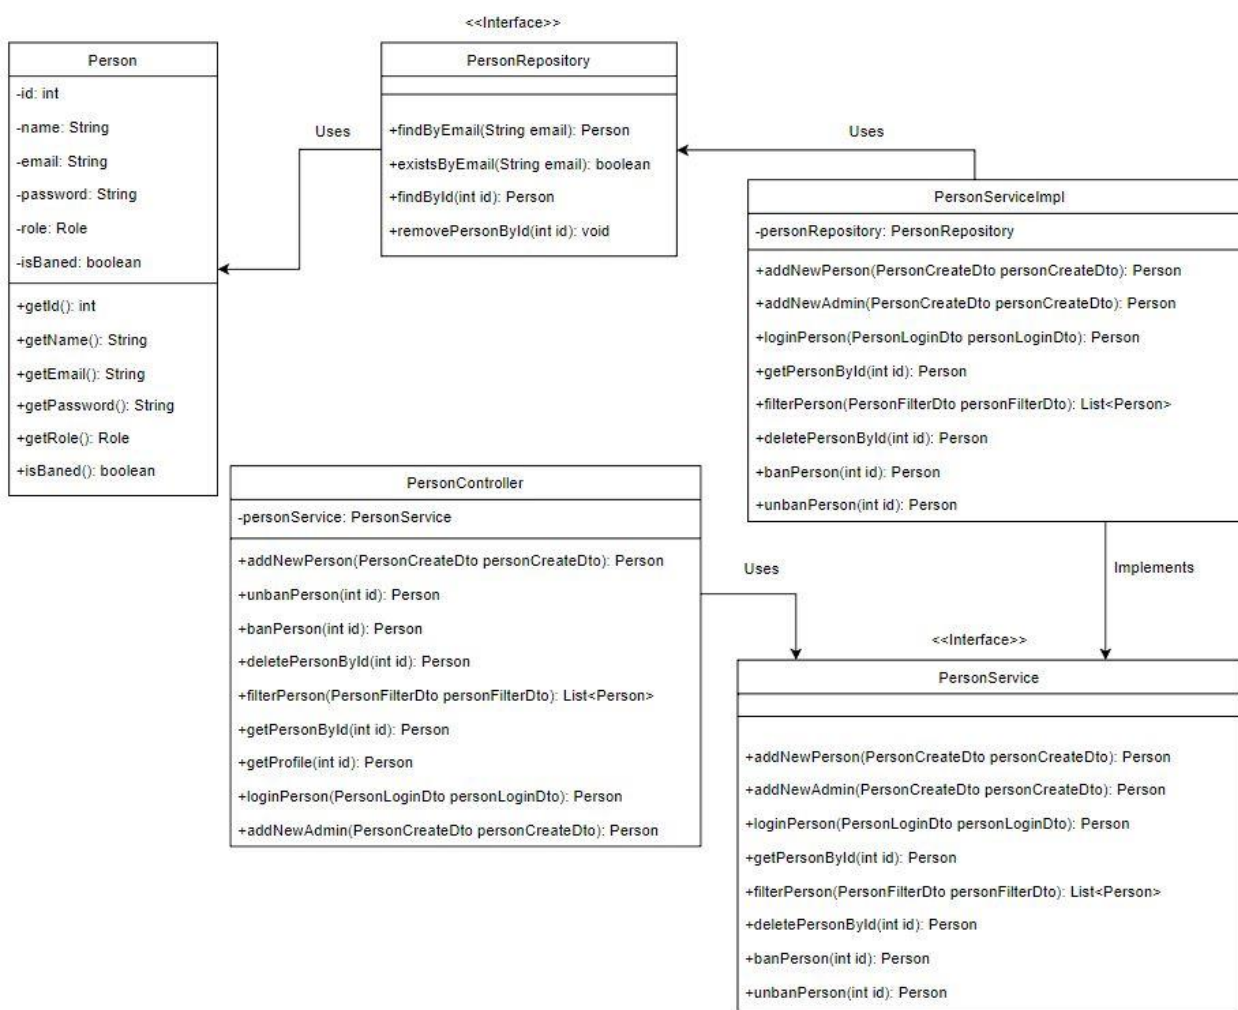 <<Interface>>
Person
-id: int
-name: String
-email: String
-password: String
-role: Role
-isBaned: boolean
+getId(): int
+getName(): String
+getEmail(): String
+getPassword(): String
+getRole(): Role
+isBaned(): boolean
Uses
PersonRepository
+findByEmail(String email): Person
+existsByEmail(String email): boolean
+findById(int id): Person
+removePersonById(int id): void
Uses
PersonServiceImpl
-personRepository: PersonRepository
+addNewPerson(PersonCreateDto personCreateDto): Person
+addNewAdmin(PersonCreateDto personCreateDto): Person
+loginPerson(PersonLoginDto personLoginDto): Person
+getPersonById(int id): Person
+filterPerson(PersonFilterDto personFilterDto): List<Person>
+deletePersonById(int id): Person
+banPerson(int id): Person
+unbanPerson(int id): Person
PersonController
-personService: PersonService
+addNewPerson(PersonCreateDto personCreateDto): Person
+unbanPerson(int id): Person
+banPerson(int id): Person
+deletePersonById(int id): Person
+filterPerson(PersonFilterDto personFilterDto): List<Person>
+getPersonById(int id): Person
+getProfile(int id): Person
+loginPerson(PersonLoginDto personLoginDto): Person
+addNewAdmin(PersonCreateDto personCreateDto): Person
Uses
Implements
<<Interface>>
PersonService
+addNewPerson(PersonCreateDto personCreateDto): Person
+addNewAdmin(PersonCreateDto personCreateDto): Person
+loginPerson(PersonLoginDto personLoginDto): Person
+getPersonById(int id): Person
+filterPerson(PersonFilterDto personFilterDto): List<Person>
+deletePersonById(int id): Person
+banPerson(int id): Person
+unbanPerson(int id): Person